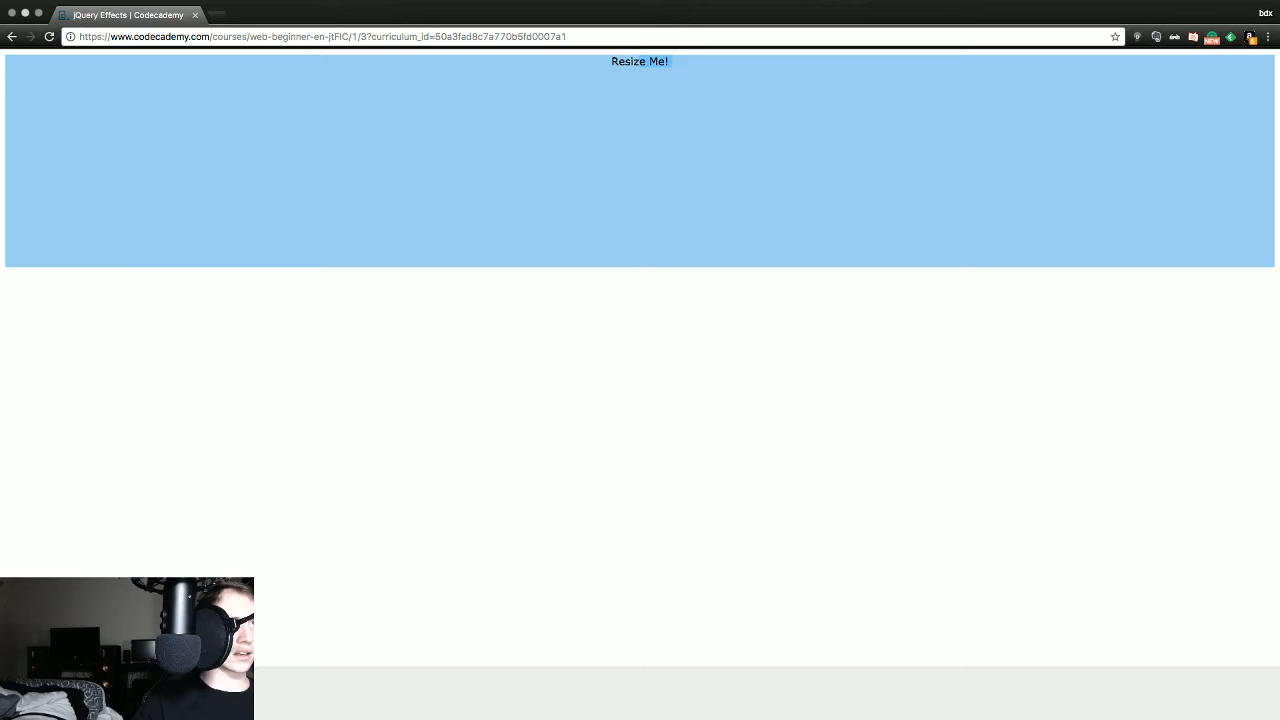 jQuery Effects | Codecademy
bdx
https://www.codecademy.com/courses/web-beginner-en-jtFIC/1/3?curriculum_id=50a3fad8c7a770b5fd0007a1
NEW
Resize Me!